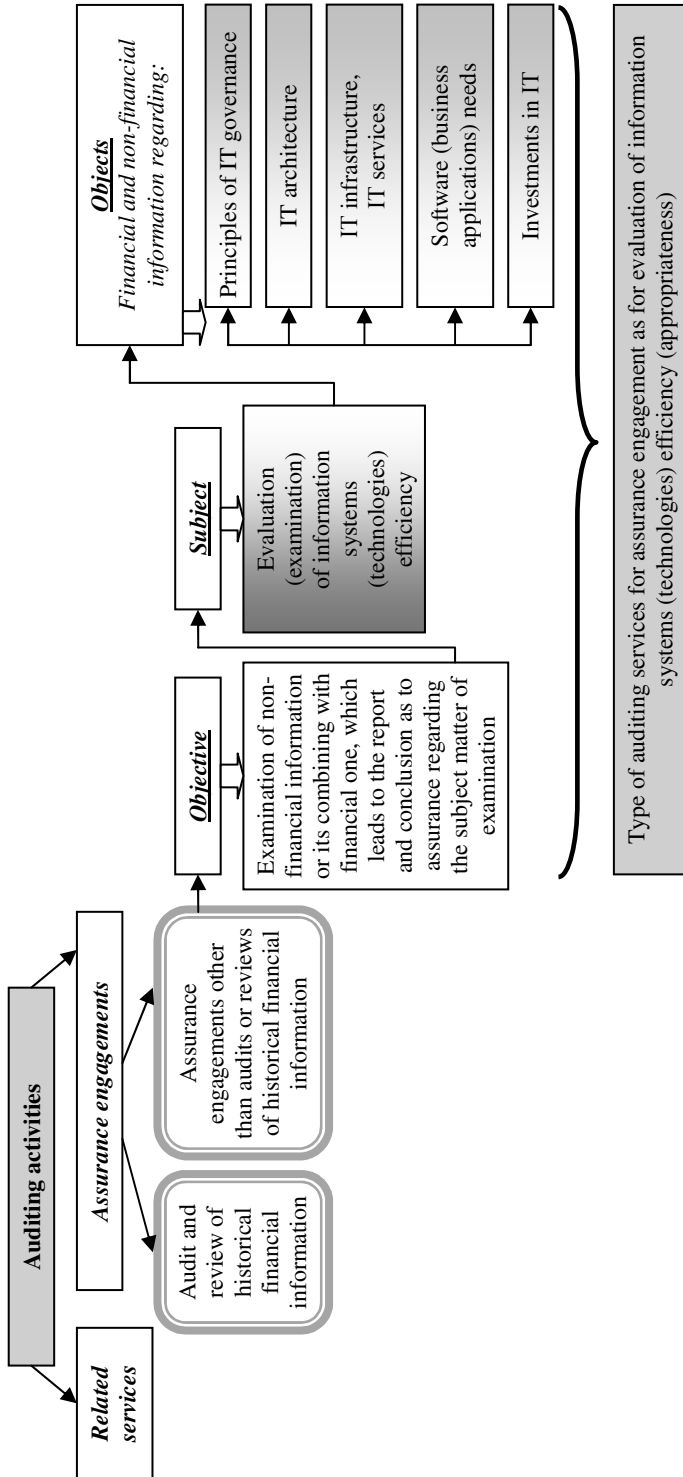 Auditing activities
Related
services
Assurance engagements
Audit and
review of
historical
financial
information
Assurance
engagements other
than audits or reviews
of historical financial
information
Objective
Examination of non-
financial information
or its combining with
financial one, which
leads to the report
and conclusion as to
assurance regarding
the subject matter of
examination
Subject
Evaluation
(examination)
of information
systems
(technologies)
efficiency
Objects
Financial and non-financial
information regarding:
Principles of IT governance
IT architecture
IT infrastructure,
IT services
Software (business
applications) needs
Investments in IT
Type of auditing services for assurance engagement as for evaluation of information
systems (technologies) efficiency (appropriateness)